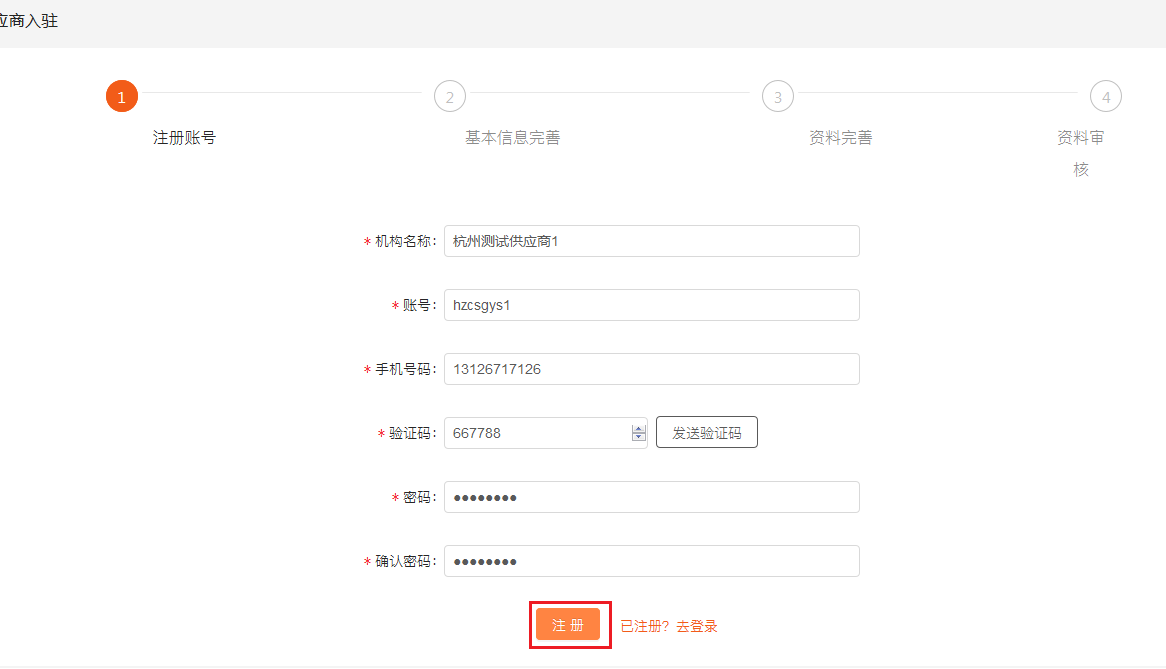 应商入驻
1
2
3
4
注册账号
基本信息完善
资料完善
资料审
核
* 机构名称： 杭州测试供应商1
* 账号： hzcsgys1
* 手机号码： 13126717126
* 验证码： 667788 发送验证码
* 密码： ●●●●●●●●
* 确认密码： ●●●●●●●●
注 册 已注册？去登录